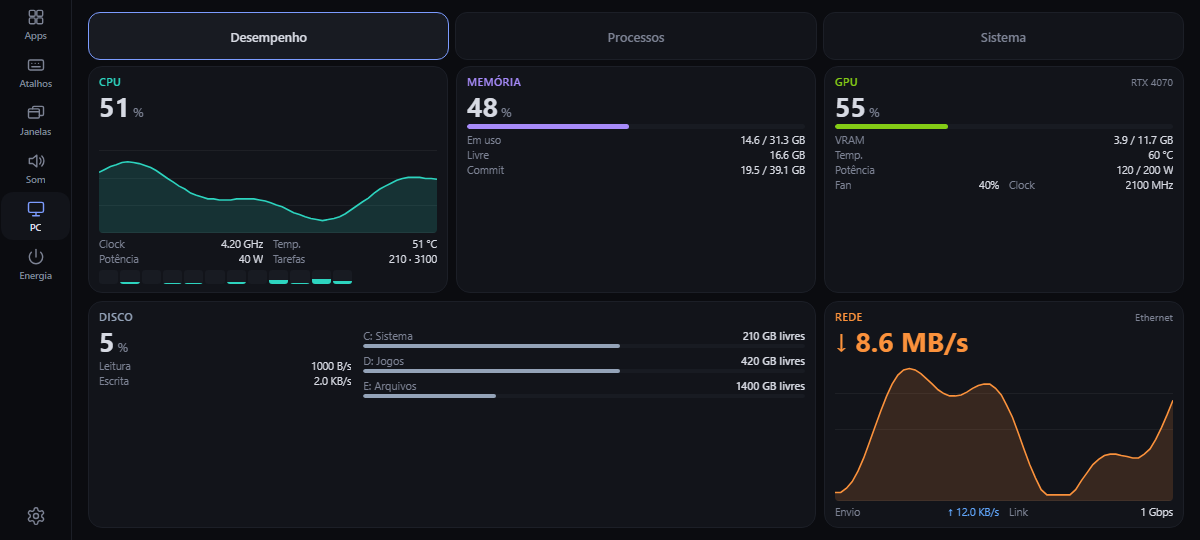 Apps
Atalhos
Janelas
Som
PC
Energia
Desempenho
Processos
Sistema
CPU
51 %
Clock 4.20 GHz Temp. 51 °C
Potência 40 W Tarefas 210 · 3100
MEMÓRIA
48 %
Em uso 14.6 / 31.3 GB
Livre 16.6 GB
Commit 19.5 / 39.1 GB
GPU RTX 4070
55 %
VRAM 3.9 / 11.7 GB
Temp. 60 °C
Potência 120 / 200 W
Fan 40% Clock 2100 MHz
DISCO
5 %
Leitura 1000 B/s
Escrita 2.0 KB/s
C: Sistema 210 GB livres
D: Jogos 420 GB livres
E: Arquivos 1400 GB livres
REDE Ethernet
↓ 8.6 MB/s
Envio ↑ 12.0 KB/s Link 1 Gbps